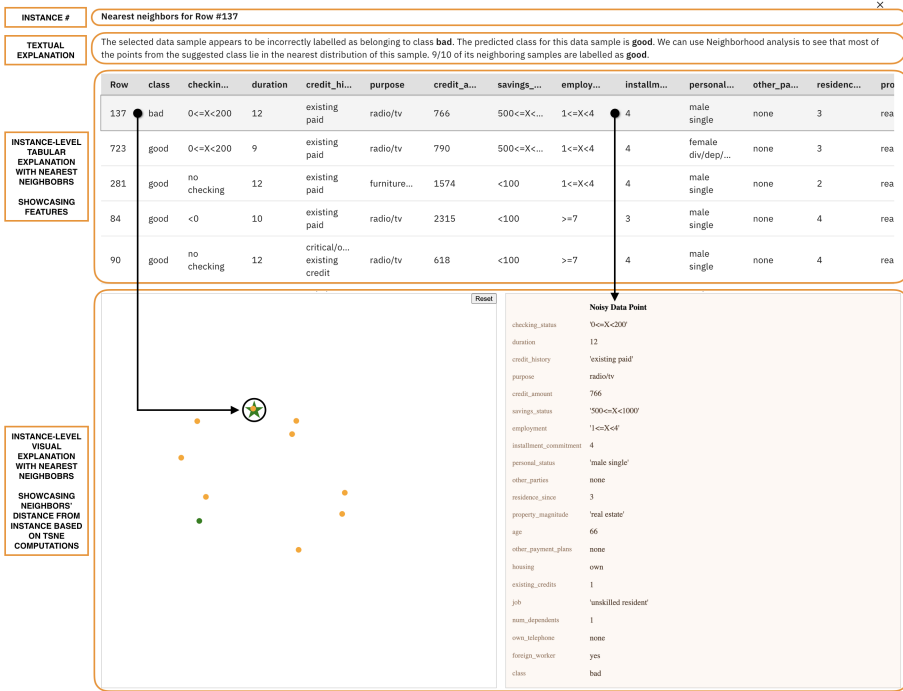 ×
INSTANCE #
Nearest neighbors for Row #137
TEXTUAL
EXPLANATION
The selected data sample appears to be incorrectly labelled as belonging to class bad. The predicted class for this data sample is good. We can use Neighborhood analysis to see that most of
the points from the suggested class lie in the nearest distribution of this sample. 9/10 of its neighboring samples are labelled as good.
INSTANCE-LEVEL
TABULAR
EXPLANATION
WITH NEAREST
NEIGHBOBRS
SHOWCASING
FEATURES
Row class checkin... duration credit_hi... purpose credit_a... savings_... employ... installm... personal... other_pa... residenc... pro
137 bad 0<=X<200 12 existing paid radio/tv 766 500<=X<... 1<=X<4 4 male single none 3 rea
723 good 0<=X<200 9 existing paid radio/tv 790 500<=X<... 1<=X<4 4 female div/dep/... none 3 rea
281 good no checking 12 existing paid furniture... 1574 <100 1<=X<4 4 male single none 2 rea
84 good <0 10 existing paid radio/tv 2315 <100 >=7 3 male single none 4 rea
90 good no checking 12 critical/o... existing credit radio/tv 618 <100 >=7 4 male single none 4 rea
INSTANCE-LEVEL
VISUAL
EXPLANATION
WITH NEAREST
NEIGHBOBRS
SHOWCASING
NEIGHBORS'
DISTANCE FROM
INSTANCE BASED
ON TSNE
COMPUTATIONS
Reset
Noisy Data Point
checking_status '0<=X<200'
duration 12
credit_history 'existing paid'
purpose radio/tv
credit_amount 766
savings_status '500<=X<1000'
employment '1<=X<4'
installment_commitment 4
personal_status 'male single'
other_parties none
residence_since 3
property_magnitude 'real estate'
age 66
other_payment_plans none
housing own
existing_credits 1
job 'unskilled resident'
num_dependents 1
own_telephone none
foreign_worker yes
class bad